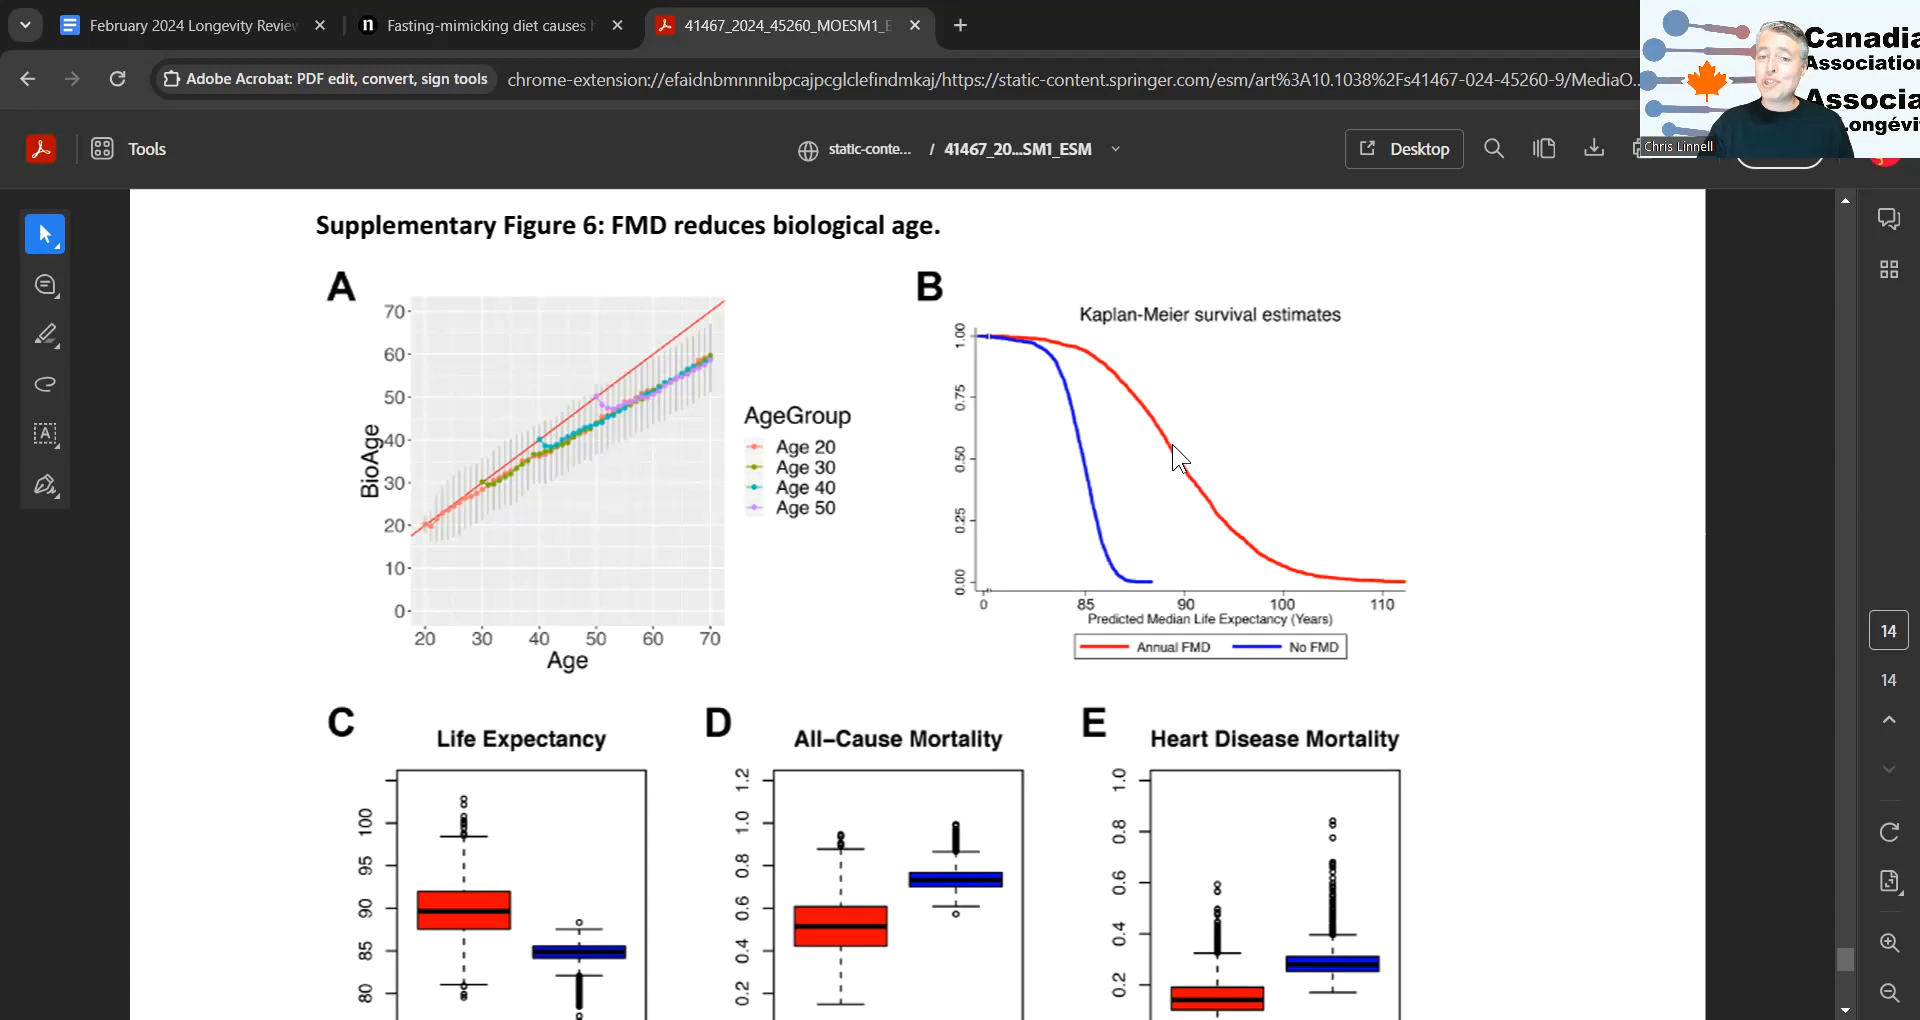 February 2024 Longevity Review
Fasting-mimicking diet causes
41467_2024_45260_MOESM1_E
Adobe Acrobat: PDF edit, convert, sign tools
chrome-extension://efaidnbmnnnibpcajpcglclefindmkaj/https://static-content.springer.com/esm/art%3A10.1038%2Fs41467-024-45260-9/MediaO...
Canadia
Association
Associa
Longévi
Chris Linnell
Tools
static-conte... / 41467_20...SM1_ESM
Desktop
Supplementary Figure 6: FMD reduces biological age.
A
70
60
50
40
30
20
10
0
BioAge
20 30 40 50 60 70
Age
AgeGroup
Age 20
Age 30
Age 40
Age 50
B
Kaplan-Meier survival estimates
1.00
0.75
0.50
0.25
0.00
0 85 90 100 110
Predicted Median Life Expectancy (Years)
Annual FMD No FMD
14
14
C
Life Expectancy
100
95
90
85
80
D
All-Cause Mortality
1.2
1.0
0.8
0.6
0.4
0.2
E
Heart Disease Mortality
1.0
0.8
0.6
0.4
0.2